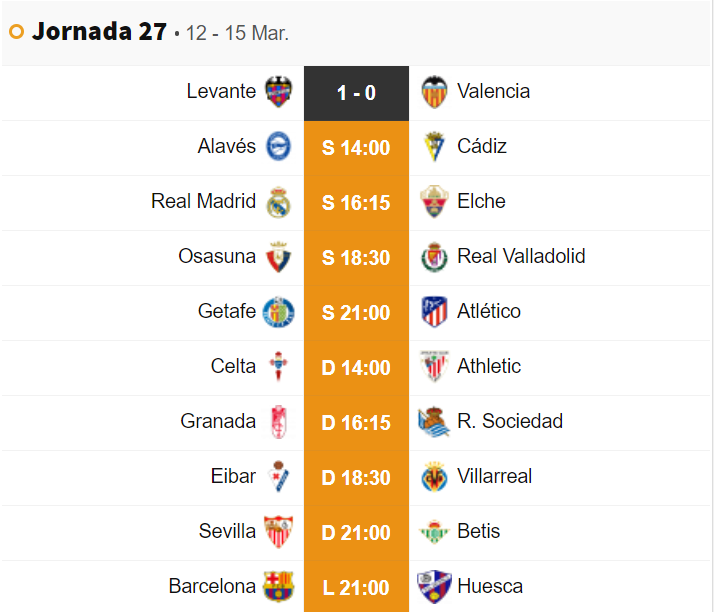 Jornada 27 • 12 - 15 Mar.
Levante 1 - 0 Valencia
Alavés S 14:00 Cádiz
Real Madrid S 16:15 Elche
Osasuna S 18:30 Real Valladolid
Getafe S 21:00 Atlético
Celta D 14:00 Athletic
Granada D 16:15 R. Sociedad
Eibar D 18:30 Villarreal
Sevilla D 21:00 Betis
Barcelona L 21:00 Huesca